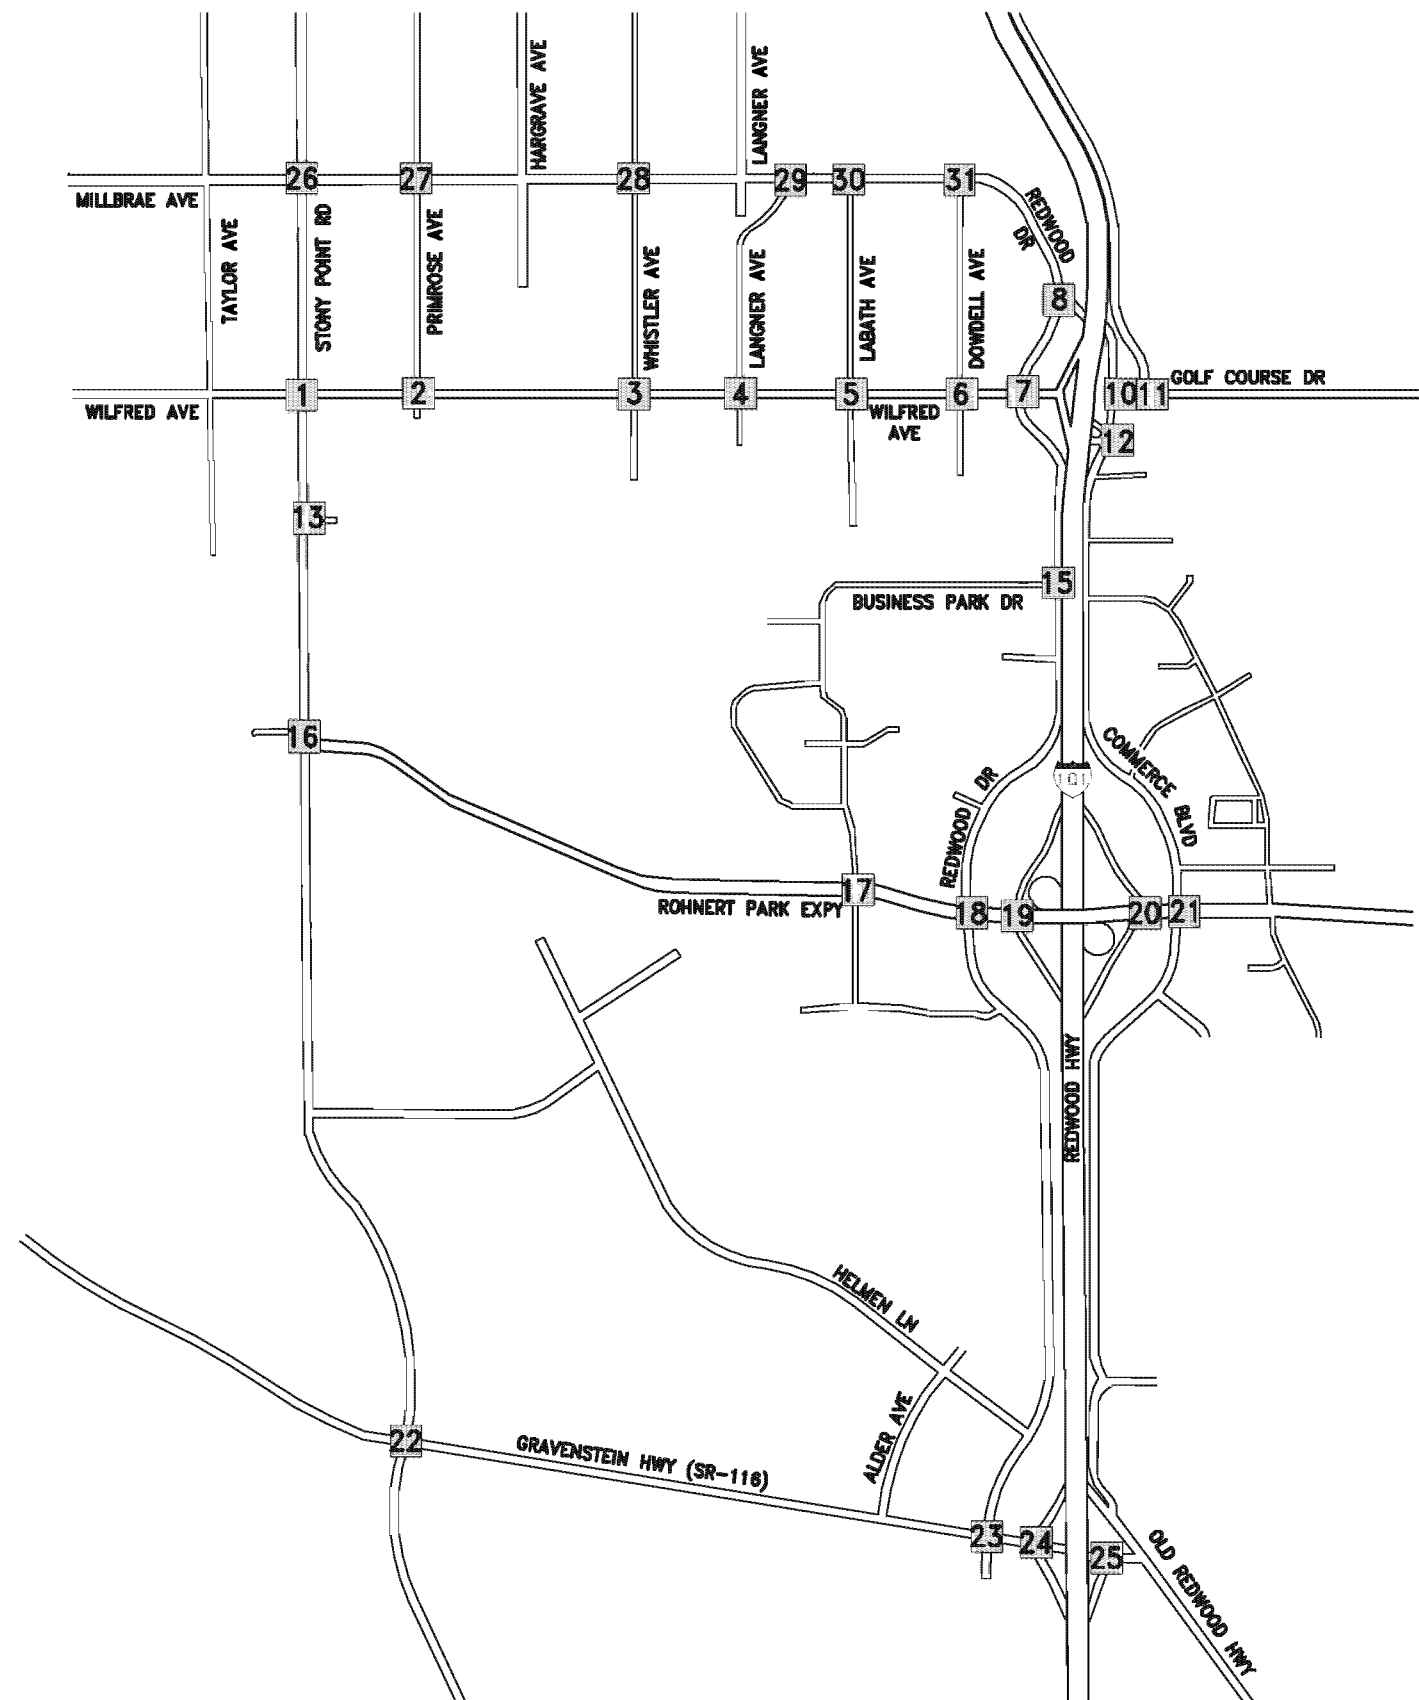 HARGRAVE AVE
LANGNER AVE
26
27
28
29
30
31
MILLBRAE AVE
TAYLOR AVE
STONY POINT RD
PRIMROSE AVE
WHISTLER AVE
LANGNER AVE
LABATH AVE
DOWDELL AVE
REDWOOD
DR
8
1
2
3
4
5
6
7
10
11
GOLF COURSE DR
WILFRED AVE
WILFRED
AVE
12
13
15
BUSINESS PARK DR
16
COMMERCE BLVD
101
REDWOOD DR
17
ROHNERT PARK EXPY
18
19
20
21
REDWOOD HWY
HELMEN LN
ALDER AVE
22
GRAVENSTEIN HWY (SR-116)
23
24
25
OLD REDWOOD HWY